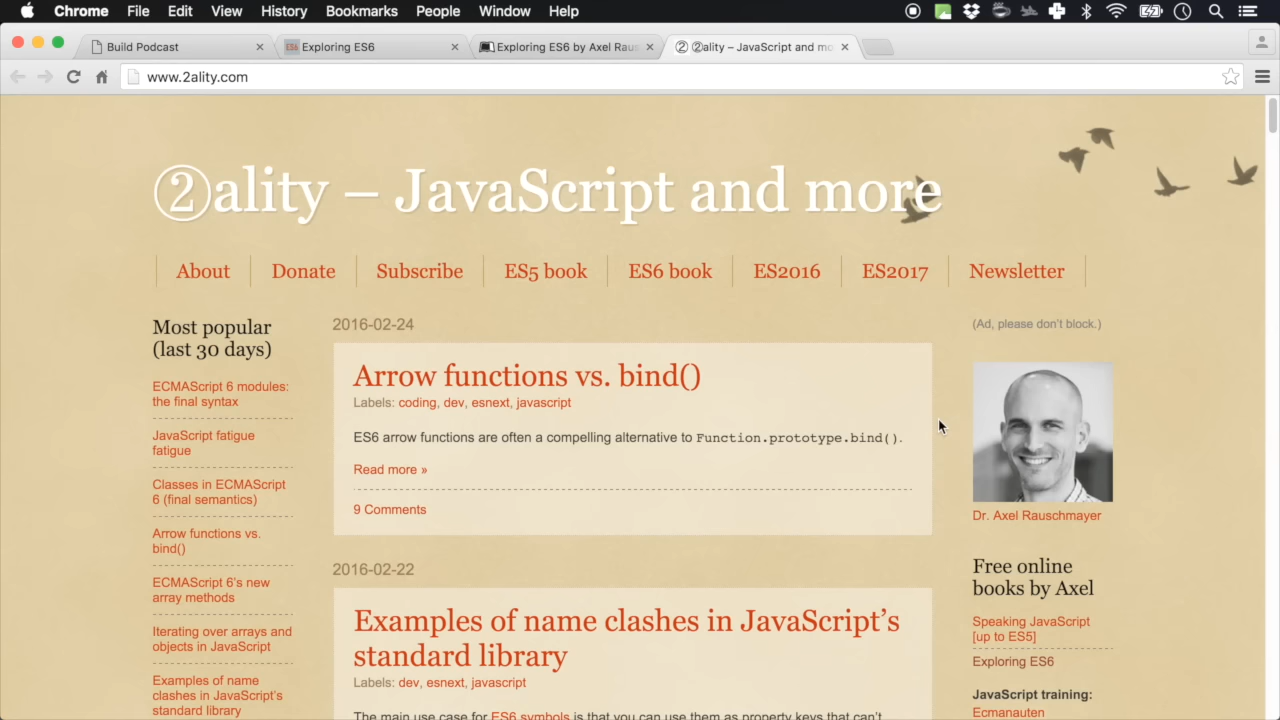 Chrome File Edit View History Bookmarks People Window Help
Build Podcast
Exploring ES6
Exploring ES6 by Axel Raus
②ality – JavaScript and mo
www.2ality.com
②ality – JavaScript and more
About Donate Subscribe ES5 book ES6 book ES2016 ES2017 Newsletter
Most popular
(last 30 days)
ECMAScript 6 modules:
the final syntax
JavaScript fatigue
fatigue
Classes in ECMAScript
6 (final semantics)
Arrow functions vs.
bind()
ECMAScript 6's new
array methods
Iterating over arrays and
objects in JavaScript
Examples of name
clashes in JavaScript's
standard library
2016-02-24
Arrow functions vs. bind()
Labels: coding, dev, esnext, javascript
ES6 arrow functions are often a compelling alternative to Function.prototype.bind().
Read more »
9 Comments
2016-02-22
Examples of name clashes in JavaScript's
standard library
Labels: dev, esnext, javascript
The main use case for ES6 symbols is that you can use them as property keys that can't
(Ad, please don't block.)
Dr. Axel Rauschmayer
Free online
books by Axel
Speaking JavaScript
[up to ES5]
Exploring ES6
JavaScript training:
Ecmanauten